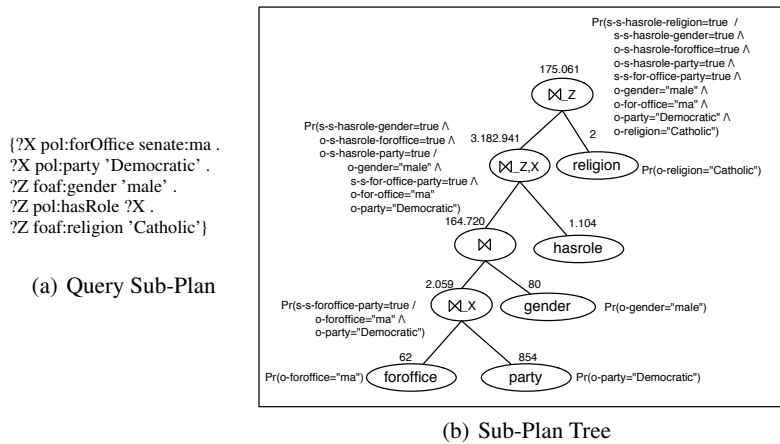 {?X pol:forOffice senate:ma .
?X pol:party 'Democratic' .
?Z foaf:gender 'male' .
?Z pol:hasRole ?X .
?Z foaf:religion 'Catholic'}
(a) Query Sub-Plan
Pr(s-s-hasrole-religion=true /
s-s-hasrole-gender=true /\
o-s-hasrole-foroffice=true /\
o-s-hasrole-party=true /\
s-s-for-office-party=true /\
o-gender="male" /\
o-for-office="ma" /\
o-party="Democratic" /\
o-religion="Catholic")
175.061
⋈_Z
Pr(s-s-hasrole-gender=true /\
o-s-hasrole-foroffice=true /\
o-s-hasrole-party=true /
o-gender="male" /\
s-s-for-office-party=true /\
o-for-office="ma"
o-party="Democratic")
3.182.941
⋈_Z,X
2
religion
Pr(o-religion="Catholic")
164.720
⋈
1.104
hasrole
Pr(s-s-foroffice-party=true /
o-foroffice="ma" /\
o-party="Democratic")
2.059
⋈_X
80
gender
Pr(o-gender="male")
Pr(o-foroffice="ma")
62
foroffice
854
party
Pr(o-party="Democratic")
(b) Sub-Plan Tree